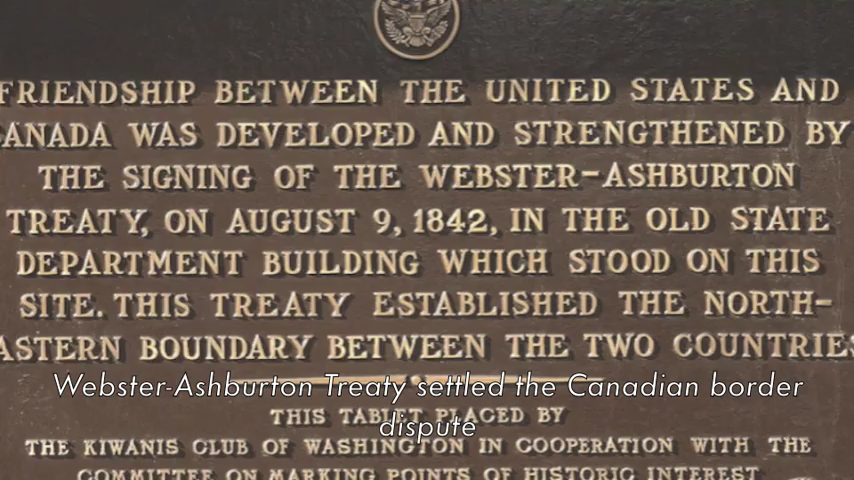 FRIENDSHIP BETWEEN THE UNITED STATES AND
ANADA WAS DEVELOPED AND STRENGTHENED BY
THE SIGNING OF THE WEBSTER-ASHBURTON
TREATY, ON AUGUST 9, 1842, IN THE OLD STATE
DEPARTMENT BUILDING WHICH STOOD ON THIS
SITE. THIS TREATY ESTABLISHED THE NORTH-
ASTERN BOUNDARY BETWEEN THE TWO COUNTRIES
Webster-Ashburton Treaty settled the Canadian border
dispute
THIS TABLET PLACED BY
THE KIWANIS CLUB OF WASHINGTON IN COOPERATION WITH THE
COMMITTEE ON MARKING POINTS OF HISTORIC INTEREST